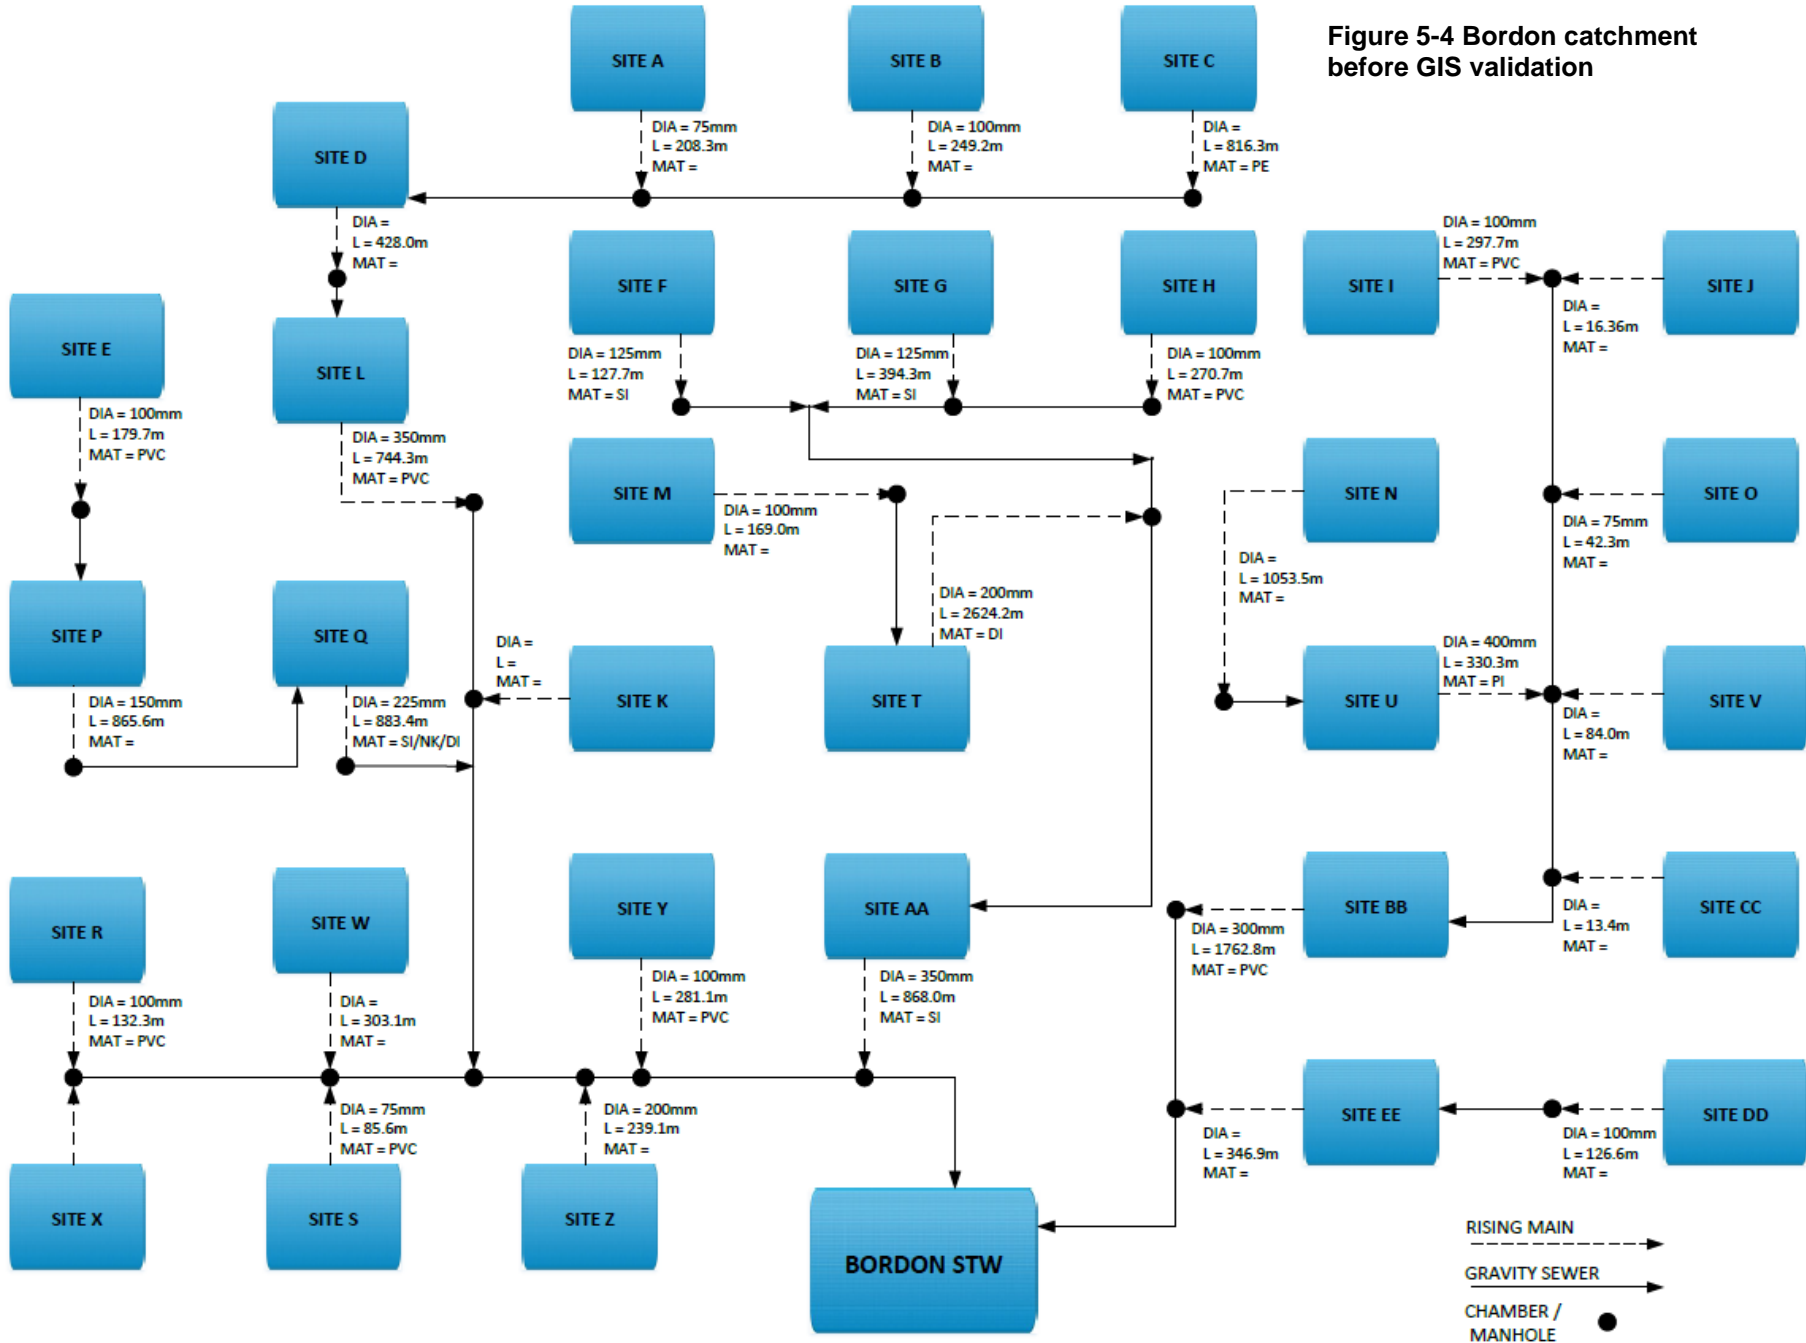 Figure 5-4 Bordon catchment
before GIS validation
SITE A
SITE B
SITE C
DIA = 75mm
L = 208.3m
MAT =
DIA = 100mm
L = 249.2m
MAT =
DIA =
L = 816.3m
MAT = PE
SITE D
DIA =
L = 428.0m
MAT =
SITE F
SITE G
SITE H
SITE I
DIA = 100mm
L = 297.7m
MAT = PVC
SITE J
DIA =
L = 16.36m
MAT =
SITE E
DIA = 100mm
L = 179.7m
MAT = PVC
SITE L
DIA = 350mm
L = 744.3m
MAT = PVC
DIA = 125mm
L = 127.7m
MAT = SI
DIA = 125mm
L = 394.3m
MAT = SI
DIA = 100mm
L = 270.7m
MAT = PVC
SITE M
DIA = 100mm
L = 169.0m
MAT =
SITE N
DIA =
L = 1053.5m
MAT =
SITE O
DIA = 75mm
L = 42.3m
MAT =
SITE P
DIA = 150mm
L = 865.6m
MAT =
SITE Q
DIA = 225mm
L = 883.4m
MAT = SI/NK/DI
DIA =
L =
MAT =
SITE K
DIA = 200mm
L = 2624.2m
MAT = DI
SITE T
SITE U
DIA = 400mm
L = 330.3m
MAT = PI
SITE V
DIA =
L = 84.0m
MAT =
SITE R
DIA = 100mm
L = 132.3m
MAT = PVC
SITE W
DIA =
L = 303.1m
MAT =
SITE Y
DIA = 100mm
L = 281.1m
MAT = PVC
SITE AA
DIA = 350mm
L = 868.0m
MAT = SI
SITE BB
DIA = 300mm
L = 1762.8m
MAT = PVC
SITE CC
DIA =
L = 13.4m
MAT =
SITE X
DIA = 75mm
L = 85.6m
MAT = PVC
SITE S
DIA = 200mm
L = 239.1m
MAT =
SITE Z
SITE EE
DIA =
L = 346.9m
MAT =
SITE DD
DIA = 100mm
L = 126.6m
MAT =
BORDON STW
RISING MAIN
GRAVITY SEWER
CHAMBER /
MANHOLE